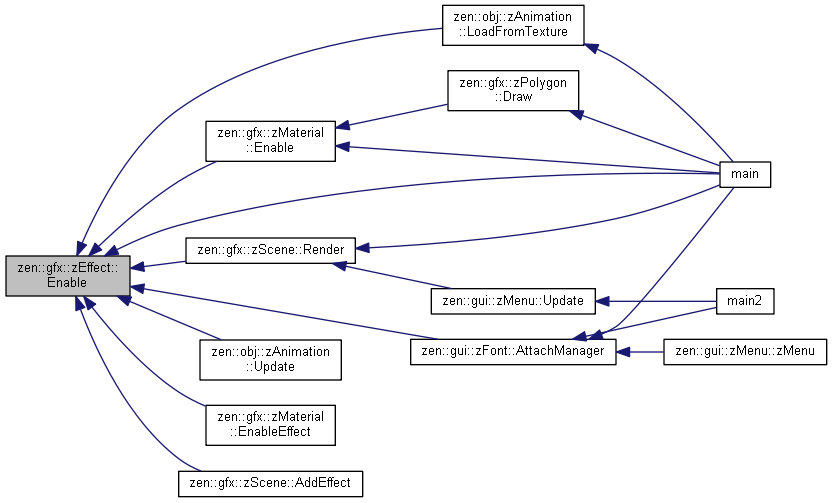 zen::obj::zAnimation
::LoadFromTexture
zen::gfx::zPolygon
::Draw
zen::gfx::zMaterial
::Enable
main
zen::gfx::zScene::Render
zen::gfx::zEffect::
Enable
zen::gui::zMenu::Update
main2
zen::gui::zFont::AttachManager
zen::gui::zMenu::zMenu
zen::obj::zAnimation
::Update
zen::gfx::zMaterial
::EnableEffect
zen::gfx::zScene::AddEffect